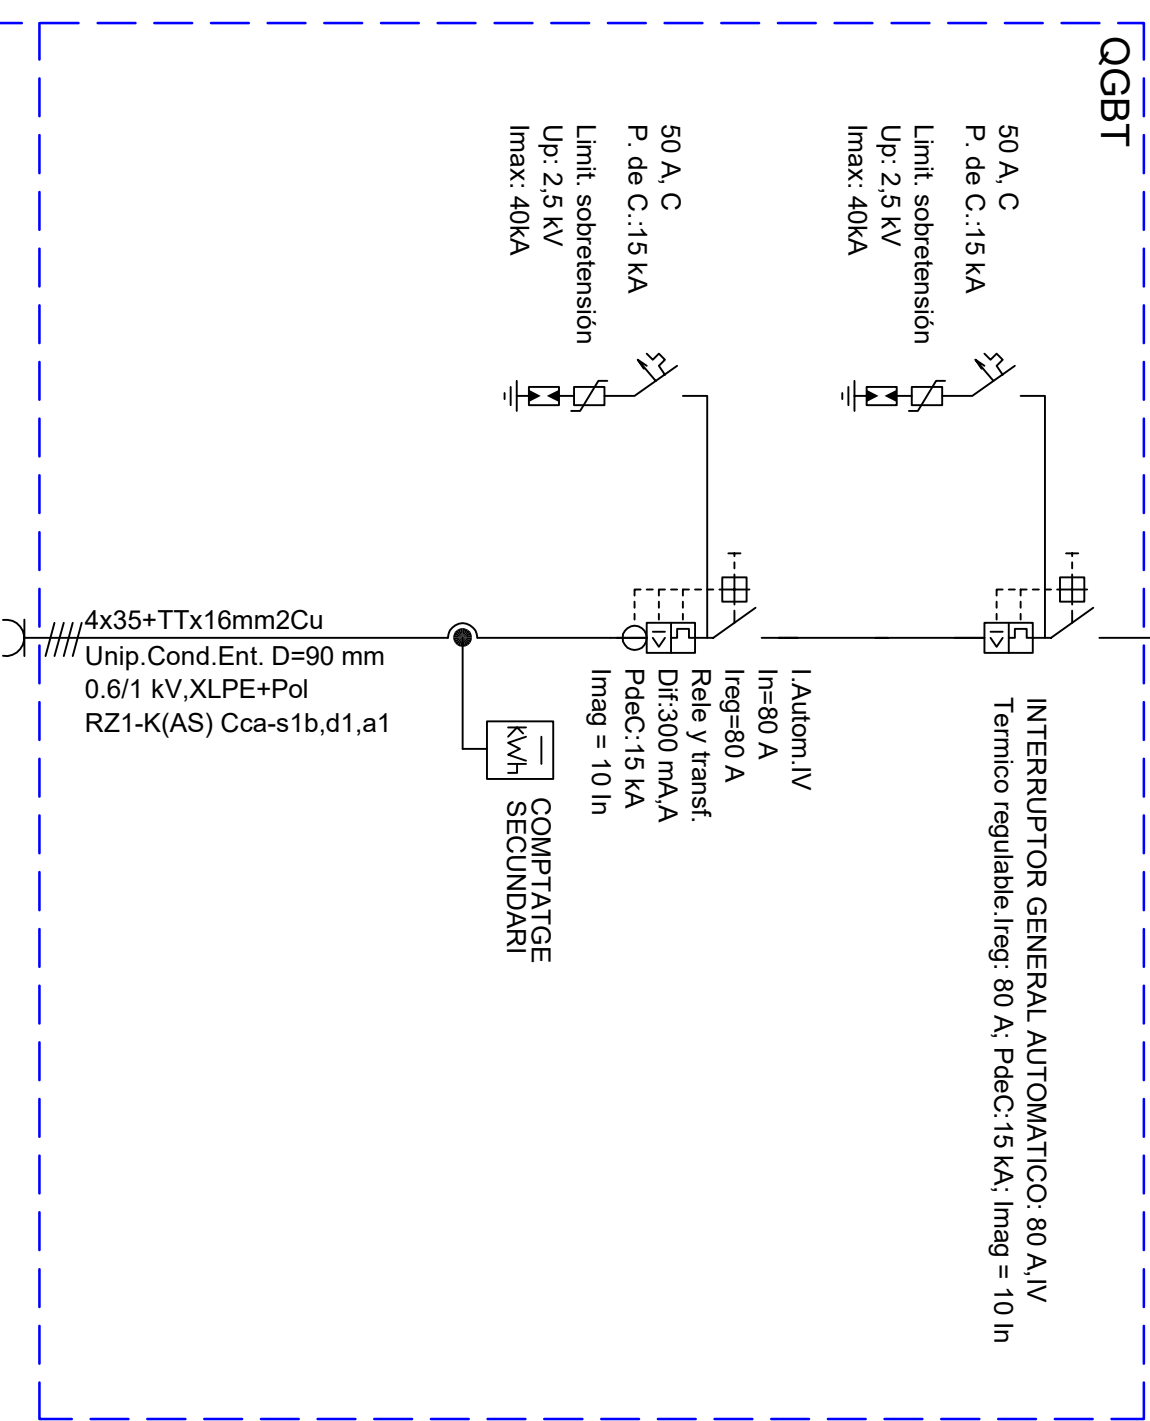 QGBT
50 A, C
P. de C.:15 kA
Limit. sobretensión
Up: 2,5 kV
Imax: 40kA
INTERRUPTOR GENERAL AUTOMATICO: 80 A,IV
Termico regulable.Ireg: 80 A; PdeC:15 kA; Imag = 10 In
50 A, C
P. de C.:15 kA
Limit. sobretensión
Up: 2,5 kV
Imax: 40kA
I.Autom.IV
In=80 A
Ireg=80 A
Rele y transf.
Dif:300 mA,A
PdeC:15 kA
Imag = 10 In
kWh
COMPTATGE
SECUNDARI
4x35+TTx16mm2Cu
Unip.Cond.Ent. D=90 mm
0.6/1 kV,XLPE+Pol
RZ1-K(AS) Cca-s1b,d1,a1